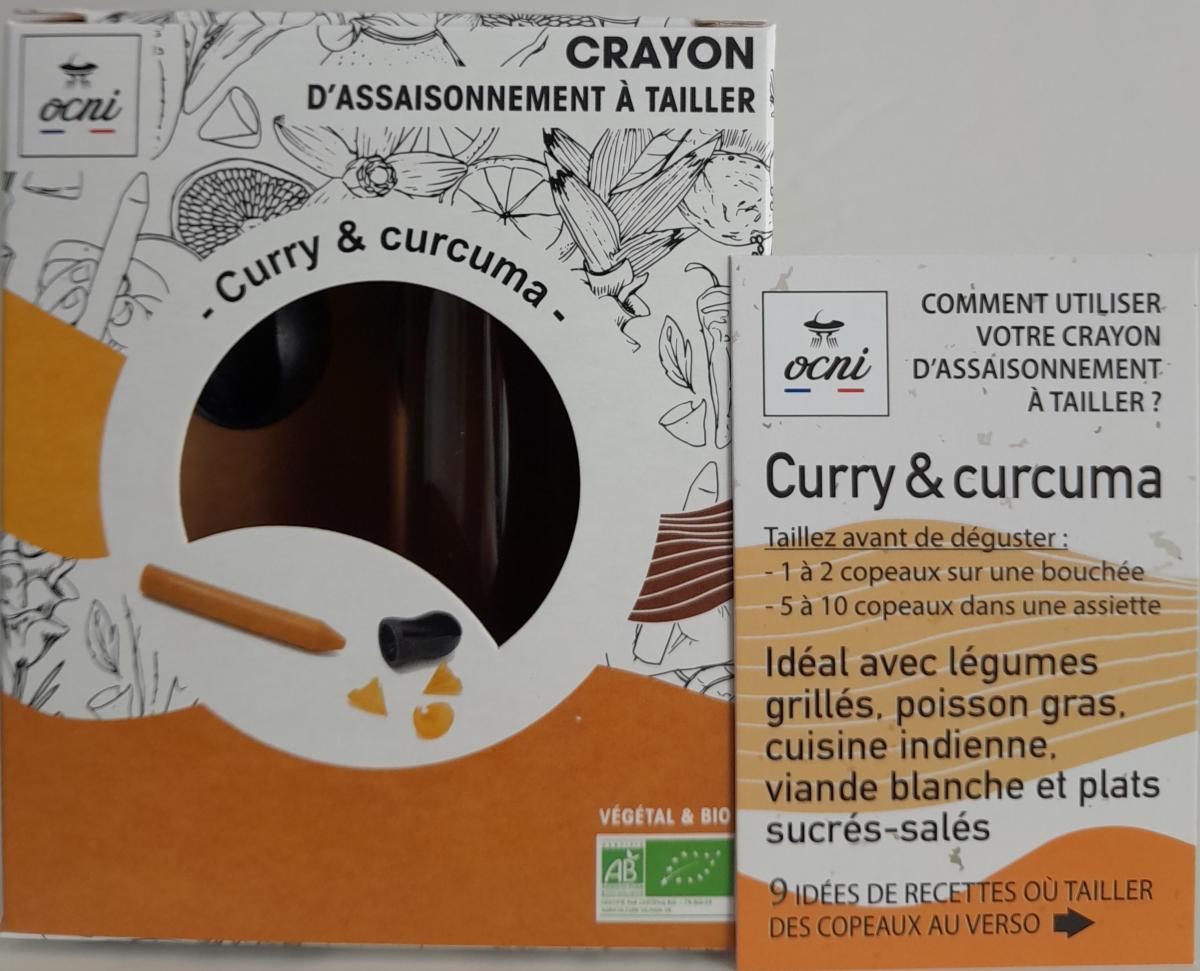 ocni
CRAYON
D'ASSAISONNEMENT À TAILLER
- Curry & curcuma -
VÉGÉTAL & BIO
AB
ocni
COMMENT UTILISER
VOTRE CRAYON
D'ASSAISONNEMENT
À TAILLER ?
Curry & curcuma
Taillez avant de déguster :
- 1 à 2 copeaux sur une bouchée
- 5 à 10 copeaux dans une assiette
Idéal avec légumes
grillés, poisson gras,
cuisine indienne,
viande blanche et plats
sucrés-salés
9 IDÉES DE RECETTES OÙ TAILLER
DES COPEAUX AU VERSO